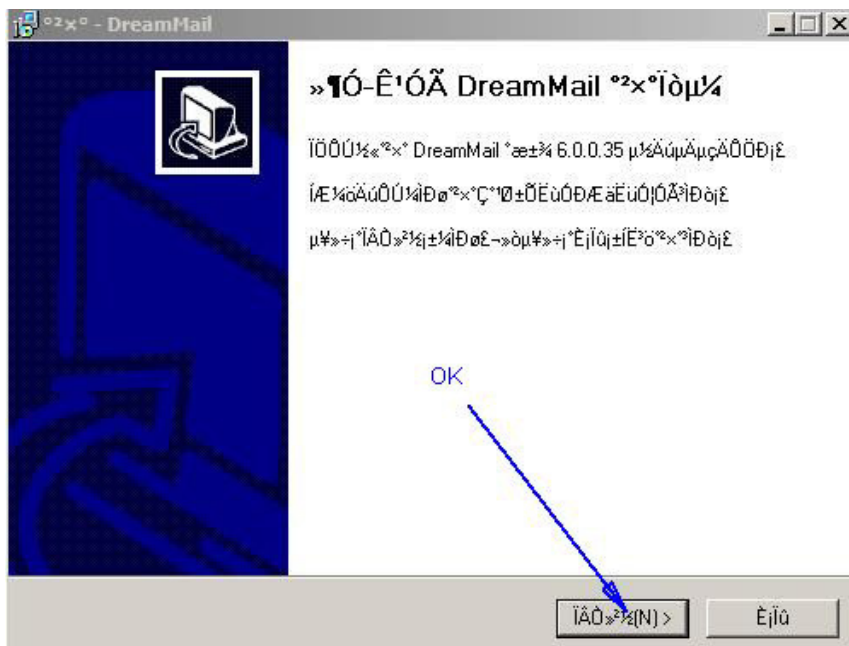 °²×° - DreamMail
»¶Ó-Ê¹ÓÃ DreamMail °²×°Ïòµ¼
ÏÖÔÚ½«°²×° DreamMail °æ±¾ 6.0.0.35 µ½ÄúµÄµçÄÔÖÐ¡£
ÍÆ¼öÄúÔÚ¼ÌÐø°²×°Ç°¹Ø±ÕËùÓÐÆäËüÓ¦ÓÃ³ÌÐò¡£
µ¥»÷¡°ÏÂÒ»²½¡±¼ÌÐø£¬»òµ¥»÷¡°È¡Ïû¡±ÍË³ö°²×°³ÌÐò¡£
OK
ÏÂÒ»²½(N) >
È¡Ïû